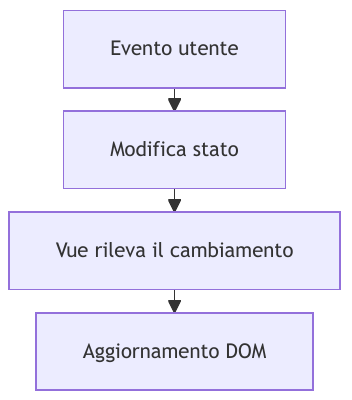 Evento utente
Modifica stato
Vue rileva il cambiamento
Aggiornamento DOM